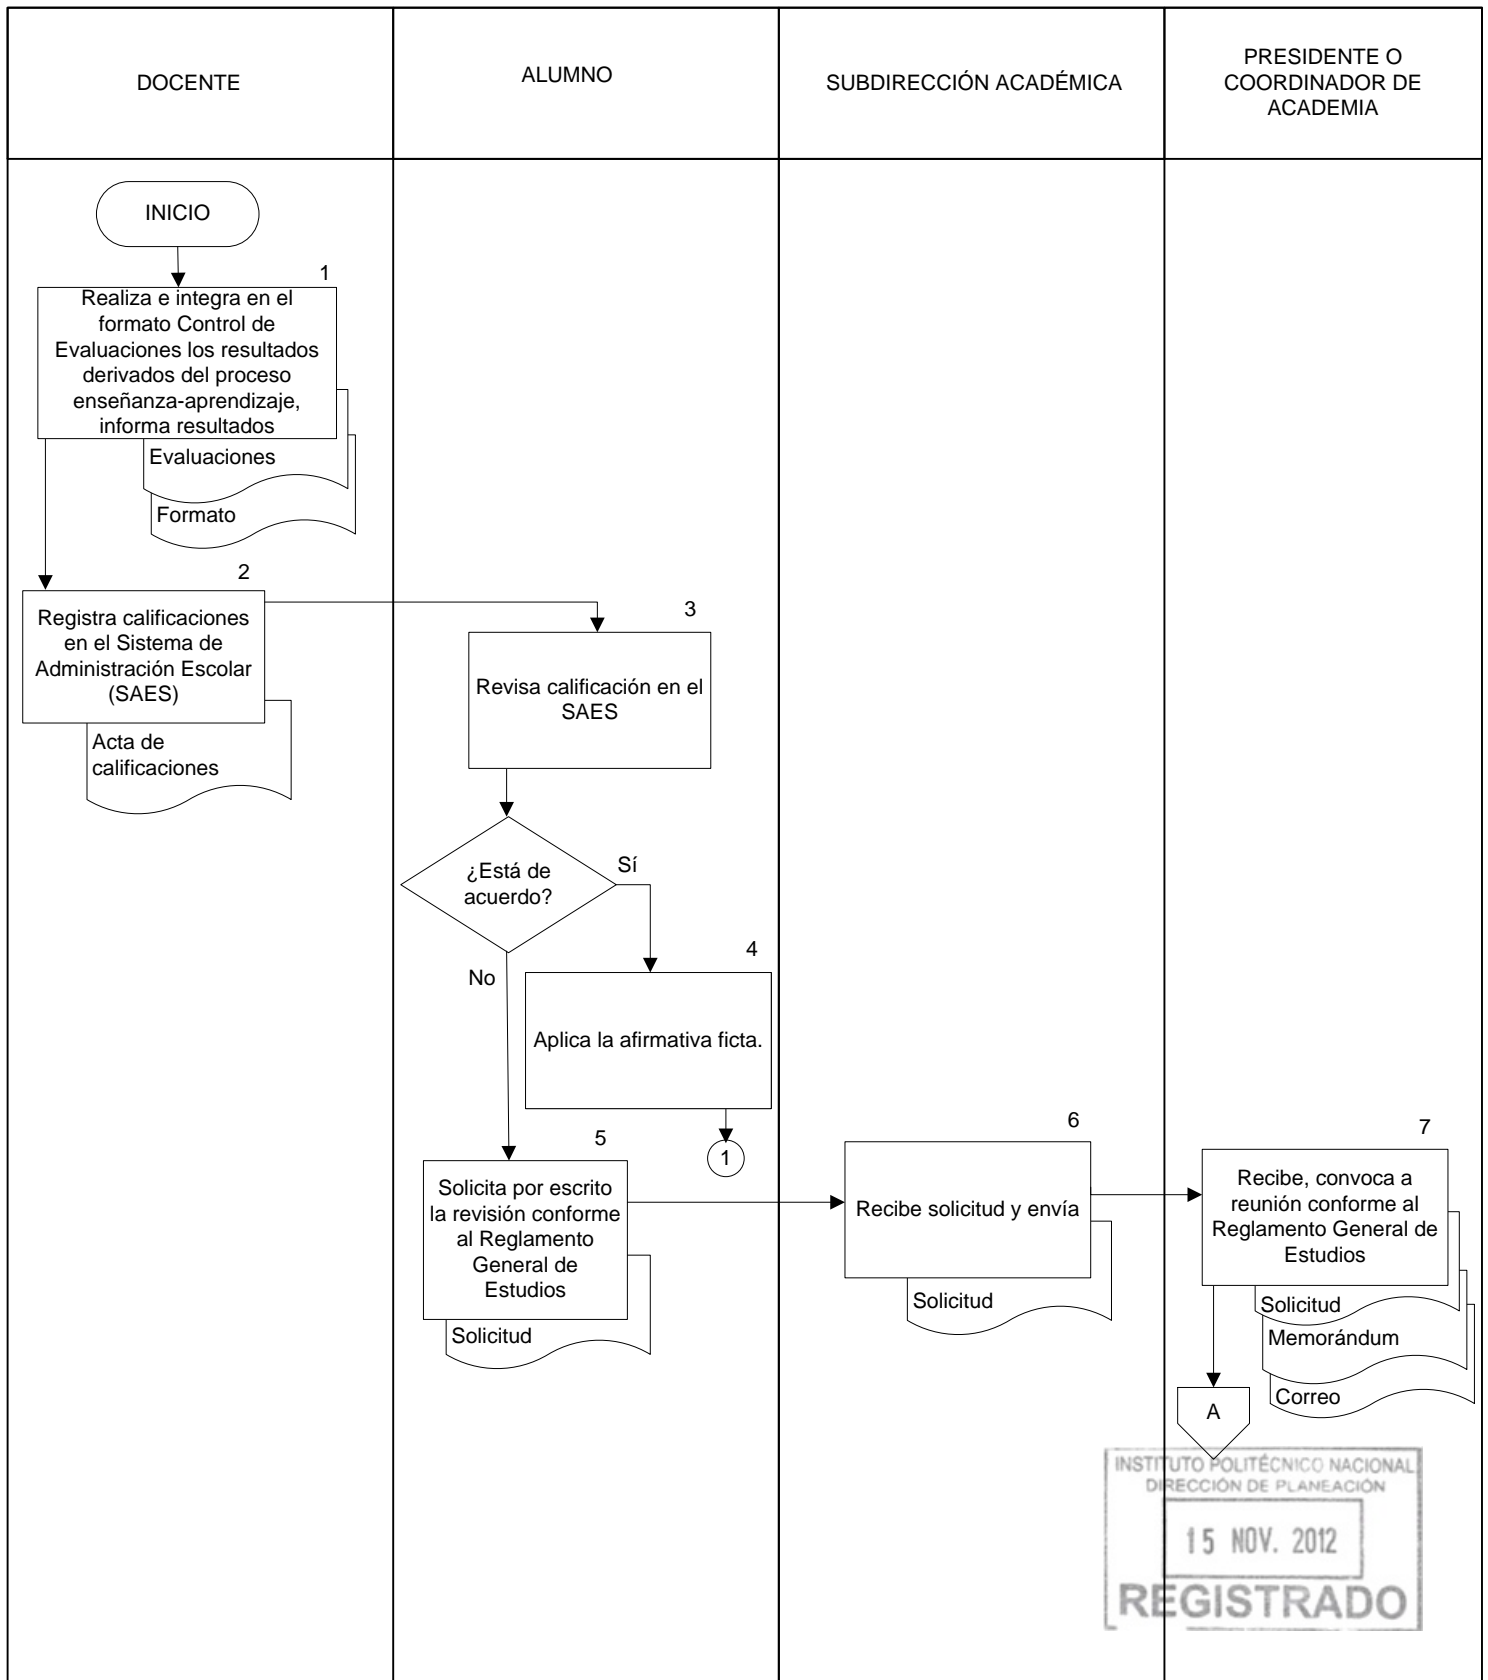 DOCENTE
ALUMNO
SUBDIRECCIÓN ACADÉMICA
PRESIDENTE O
COORDINADOR DE
ACADEMIA
INICIO
1
Realiza e integra en el
formato Control de
Evaluaciones los resultados
derivados del proceso
enseñanza-aprendizaje,
informa resultados
Evaluaciones
Formato
2
Registra calificaciones
en el Sistema de
Administración Escolar
(SAES)
Acta de
calificaciones
3
Revisa calificación en el
SAES
¿Está de
acuerdo?
Sí
No
4
Aplica la afirmativa ficta.
1
5
Solicita por escrito
la revisión conforme
al Reglamento
General de
Estudios
Solicitud
6
Recibe solicitud y envía
Solicitud
7
Recibe, convoca a
reunión conforme al
Reglamento General de
Estudios
Solicitud
Memorándum
Correo
A
INSTITUTO POLITÉCNICO NACIONAL
DIRECCIÓN DE PLANEACIÓN
15 NOV. 2012
REGISTRADO